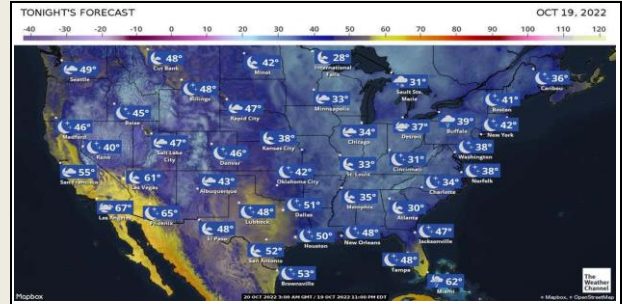 TONIGHT'S FORECAST
OCT 19, 2022
-40 -30 -20 -10 0 10 20 30 40 50 60 70 80 90 100 110 120
49°
Seattle
48°
Cut Bank
42°
Minot
28°
International
Falls
36°
Caribou
48°
Billings
31°
Sault Ste.
Marie
47°
Rapid City
33°
Minneapolis
41°
Boston
45°
Boise
39°
Buffalo
42°
New York
46°
Medford
34°
Chicago
37°
Detroit
40°
Reno
47°
Salt Lake
City
46°
Denver
38°
Kansas City
38°
Washington
33°
St. Louis
31°
Cincinnati
55°
San Francisco
61°
Las Vegas
43°
Albuquerque
42°
Oklahoma City
34°
Charlotte
38°
Norfolk
35°
Memphis
30°
Atlanta
67°
Los Angeles
65°
Phoenix
48°
Lubbock
51°
Dallas
48°
El Paso
50°
Houston
48°
New Orleans
47°
Jacksonville
52°
San Antonio
48°
Tampa
53°
Brownsville
62°
Miami
The
Weather
Channel
Mapbox
20 OCT 2022 3:00 AM GMT / 19 OCT 2022 11:00 PM EDT
© Mapbox, © OpenStreetMap